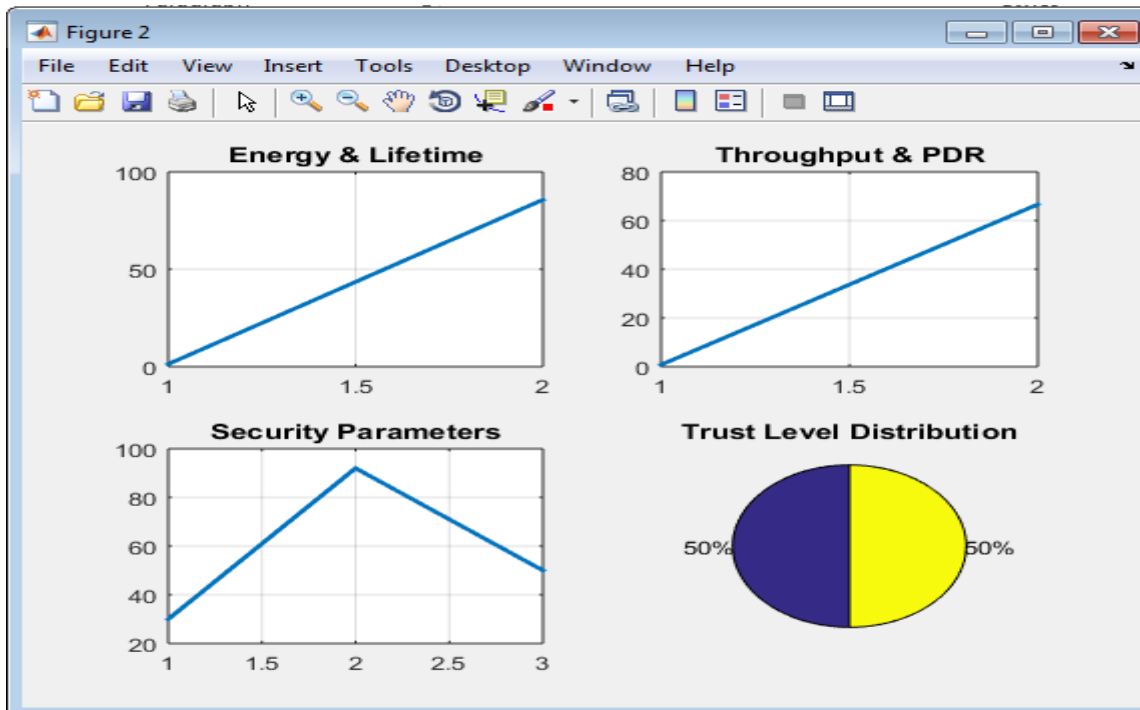 Figure 2
File Edit View Insert Tools Desktop Window Help
Energy & Lifetime
100
50
0
1 1.5 2
Throughput & PDR
80
60
40
20
0
1 1.5 2
Security Parameters
100
80
60
40
20
1 1.5 2 2.5 3
Trust Level Distribution
50% 50%